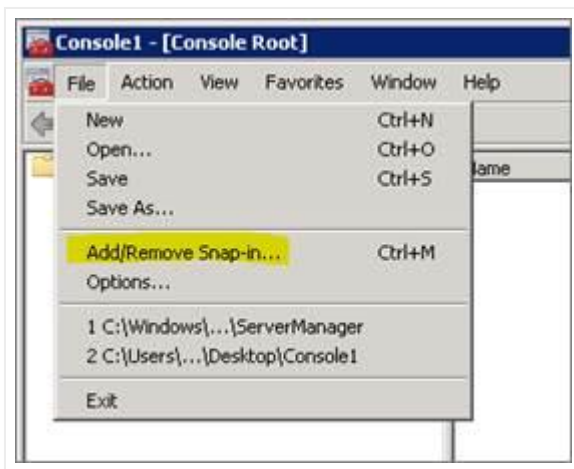 Console1 - [Console Root]
File Action View Favorites Window Help
New Ctrl+N
Open... Ctrl+O
Save Ctrl+S
Save As...
Add/Remove Snap-in... Ctrl+M
Options...
1 C:\Windows\...\ServerManager
2 C:\Users\...\Desktop\Console1
Exit